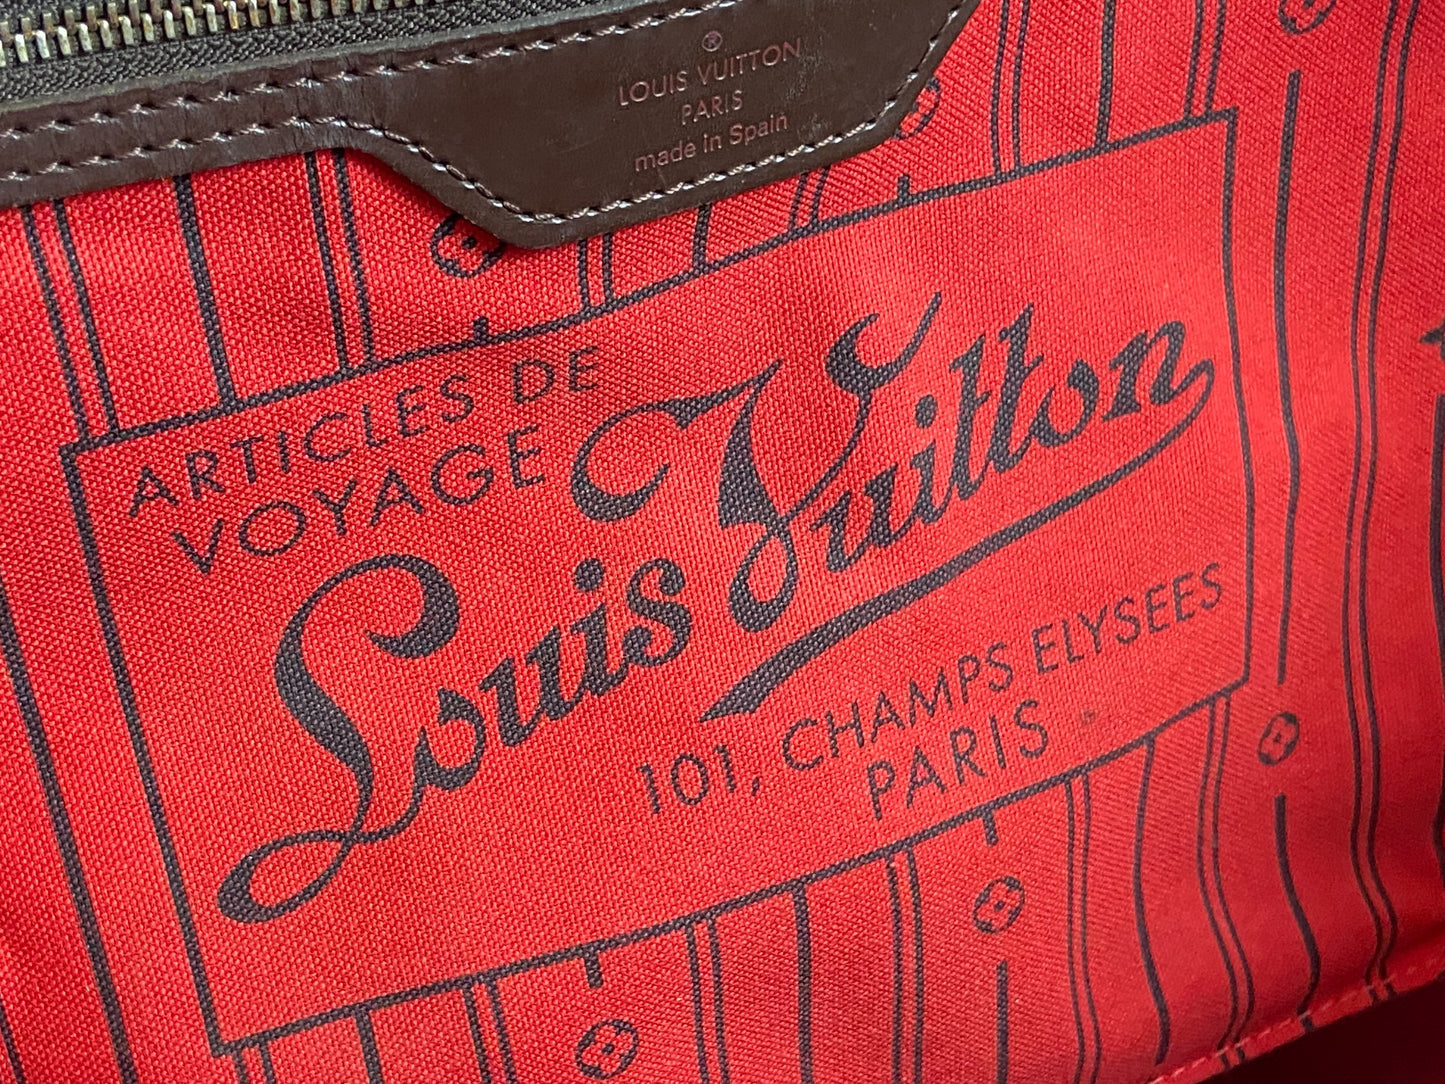 LOUIS VUITTON
PARIS
made in Spain
ARTICLES DE
VOYAGE
Louis Vuitton
101, CHAMPS ELYSEES
PARIS